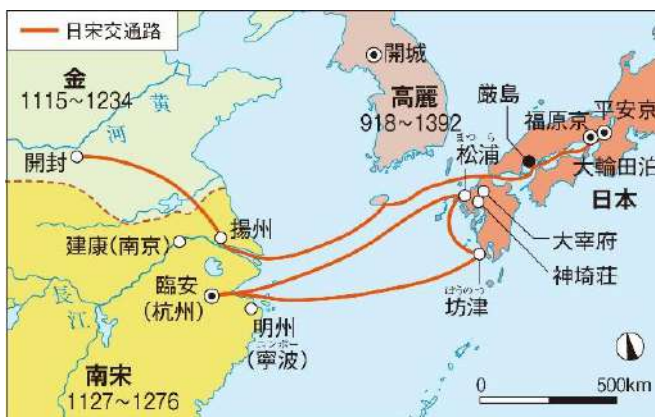 日宋交通路
金
1115～1234
黄
河
開封
開城
高麗
918～1392
厳島
福原京
平安京
まつら
松浦
大輪田泊
日本
揚州
建康(南京)
大宰府
神埼荘
臨安
(杭州)
長
江
ぼうのつ
坊津
明州
ニンポー
(寧波)
南宋
1127～1276
0
500km